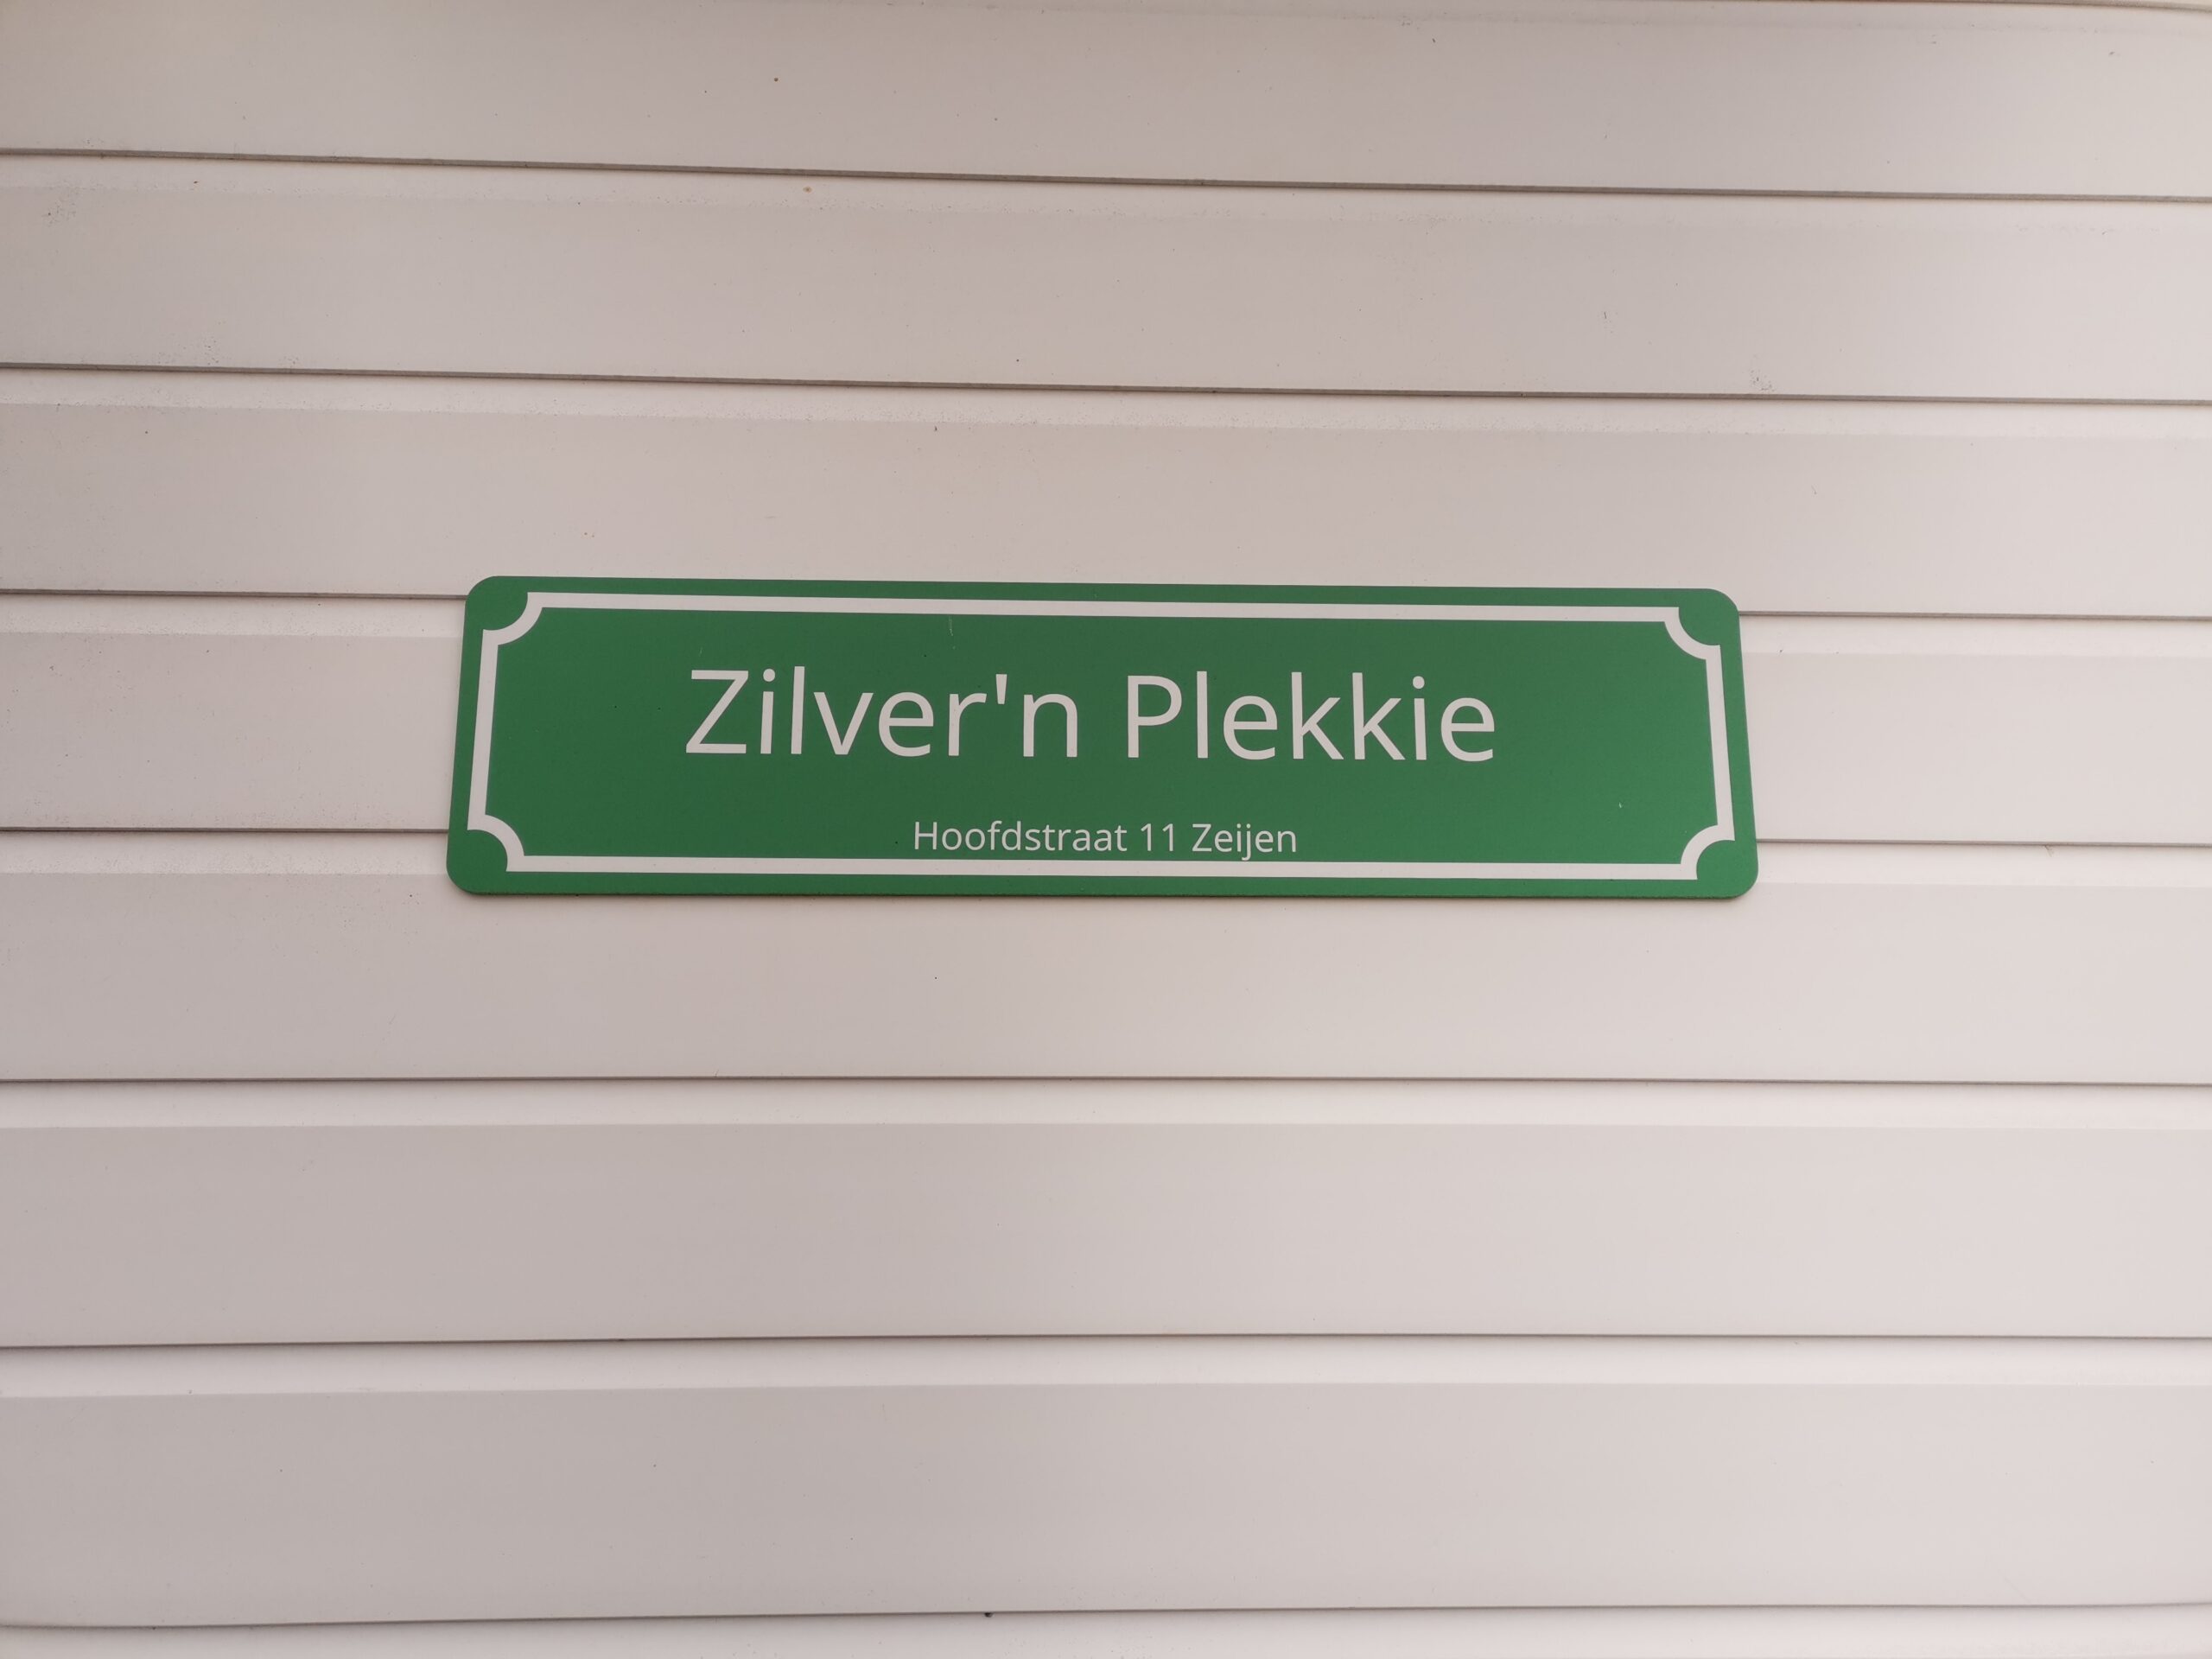 Zilver'n Plekkie
Hoofdstraat 11 Zeijen